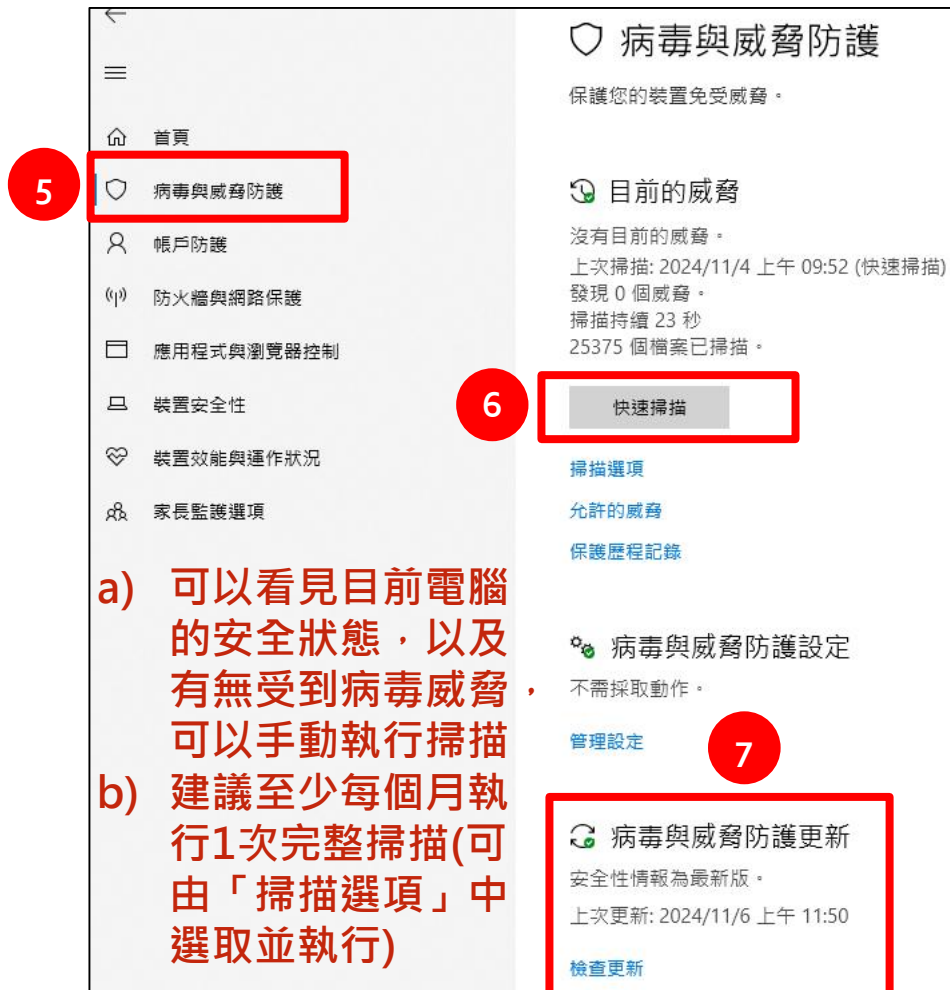 首頁
5
病毒與威脅防護
帳戶防護
防火牆與網路保護
應用程式與瀏覽器控制
裝置安全性
裝置效能與運作狀況
家長監護選項
a) 可以看見目前電腦
的安全狀態，以及
有無受到病毒威脅，
可以手動執行掃描
b) 建議至少每個月執
行1次完整掃描(可
由「掃描選項」中
選取並執行)
病毒與威脅防護
保護您的裝置免受威脅。
目前的威脅
沒有目前的威脅。
上次掃描: 2024/11/4 上午 09:52 (快速掃描)
發現 0 個威脅。
掃描持續 23 秒
25375 個檔案已掃描。
6
快速掃描
掃描選項
允許的威脅
保護歷程記錄
病毒與威脅防護設定
不需採取動作。
管理設定
7
病毒與威脅防護更新
安全性情報為最新版。
上次更新: 2024/11/6 上午 11:50
檢查更新